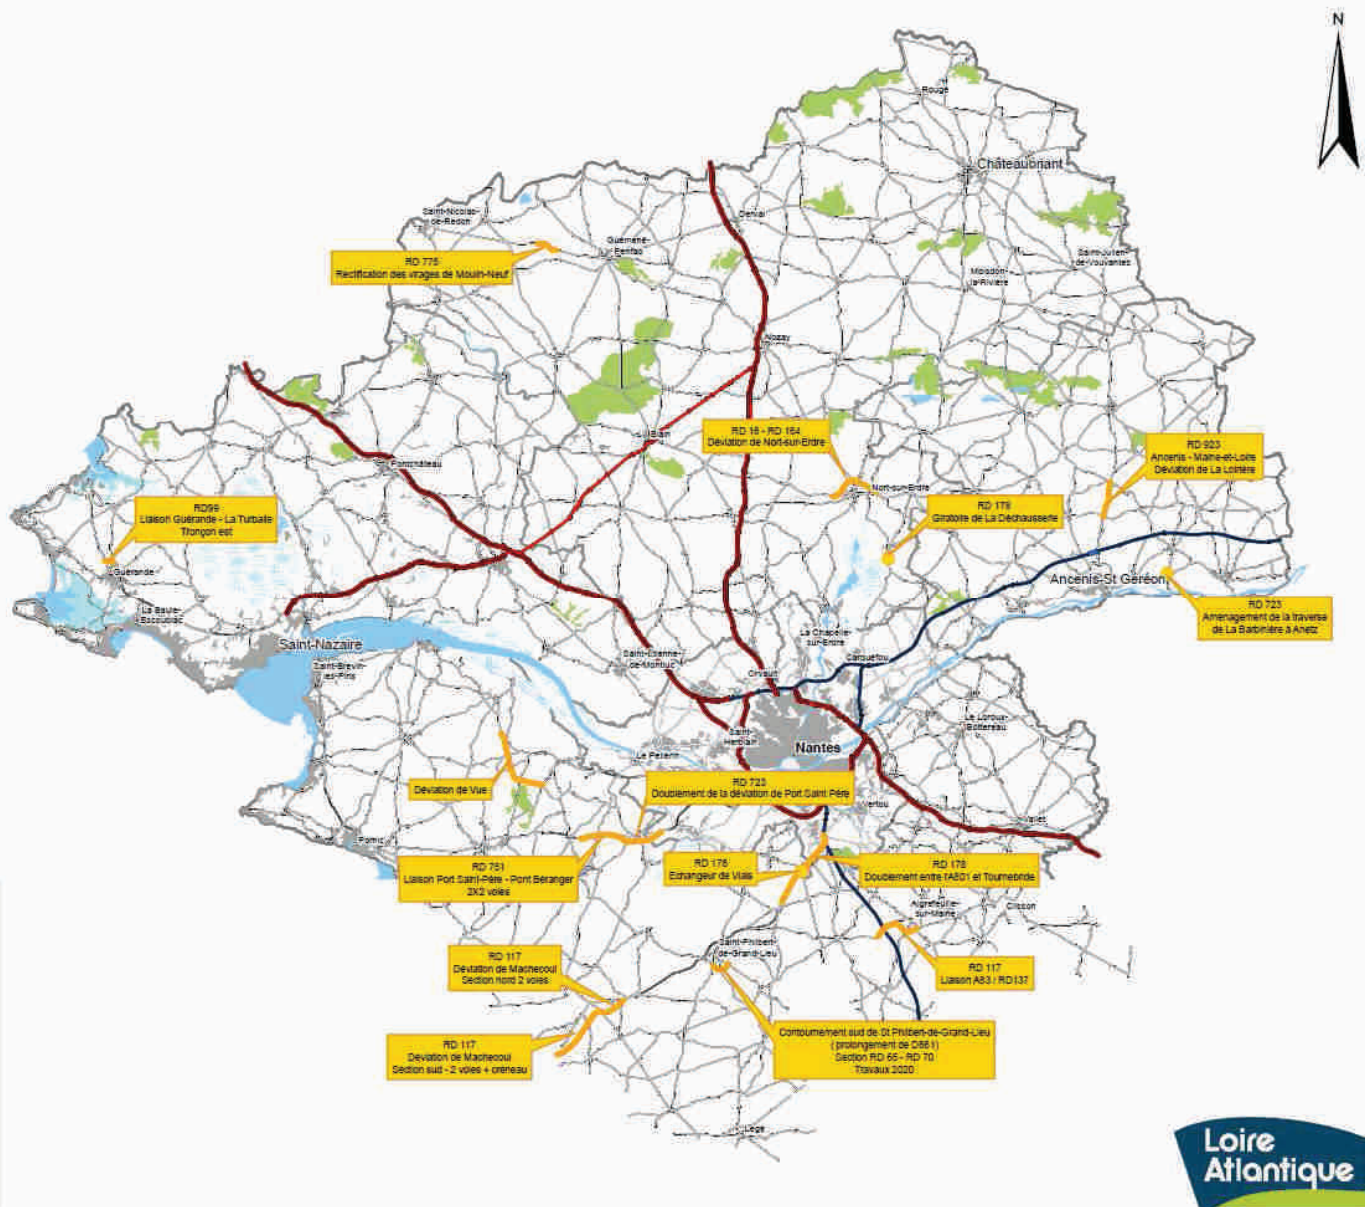 N
Rougé
Châteaubriant
Saint-Nicolas-
de-Redon
Derval
Guémené-
Penfao
Saint-Julien-
de-Vouvantes
Moisdon-
la-Rivière
RD 775
Rectification des virages de Moulin-Neuf
Nozay
Blain
RD 16 - RD 164
Déviation de Nort-sur-Erdre
RD 923
Ancenis - Maine-et-Loire
Déviation de La Loirière
Pontchâteau
Nort-sur-Erdre
RD99
Liaison Guérande - La Turballe
Tronçon est
RD 178
Giratoire de La Déchausserie
Guérande
Ancenis-St Géréon
La Baule-
Escoublac
RD 723
Aménagement de la traverse
de La Barbinière à Anetz
Saint-Nazaire
La Chapelle-
sur-Erdre
Saint-Etienne-
de-Montluc
Carquefou
Saint-Brevin-
les-Pins
Orvault
Le Loroux-
Bottereau
Saint-
Herblain
Nantes
Le Pellerin
Déviation de Vue
RD 723
Doublement de la déviation de Port Saint Père
Vertou
Vallet
Pornic
RD 751
Liaison Port Saint-Père - Pont Béranger
2X2 voies
RD 178
Echangeur de Viais
RD 178
Doublement entre l'A801 et Tournebride
Aigrefeuille-
sur-Maine
Clisson
Saint-Philbert-
de-Grand-Lieu
RD 117
Déviation de Machecoul
Section nord 2 voies
RD 117
Liaison A83 / RD137
RD 117
Déviation de Machecoul
Section sud - 2 voies + créneau
Contournement sud de St Philbert-de-Grand-Lieu
( prolongement de D861)
Section RD 65 - RD 70
Travaux 2020
Legé
Loire
Atlantique